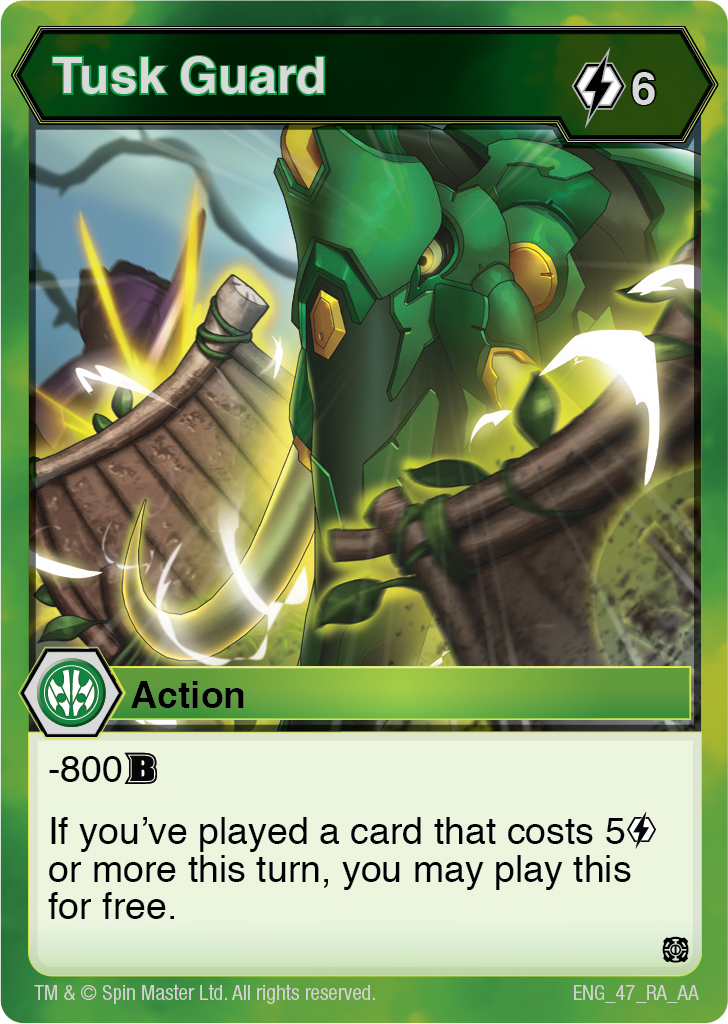 Tusk Guard
6
Action
-800B
If you've played a card that costs 5
or more this turn, you may play this
for free.
TM & © Spin Master Ltd. All rights reserved.
ENG_47_RA_AA